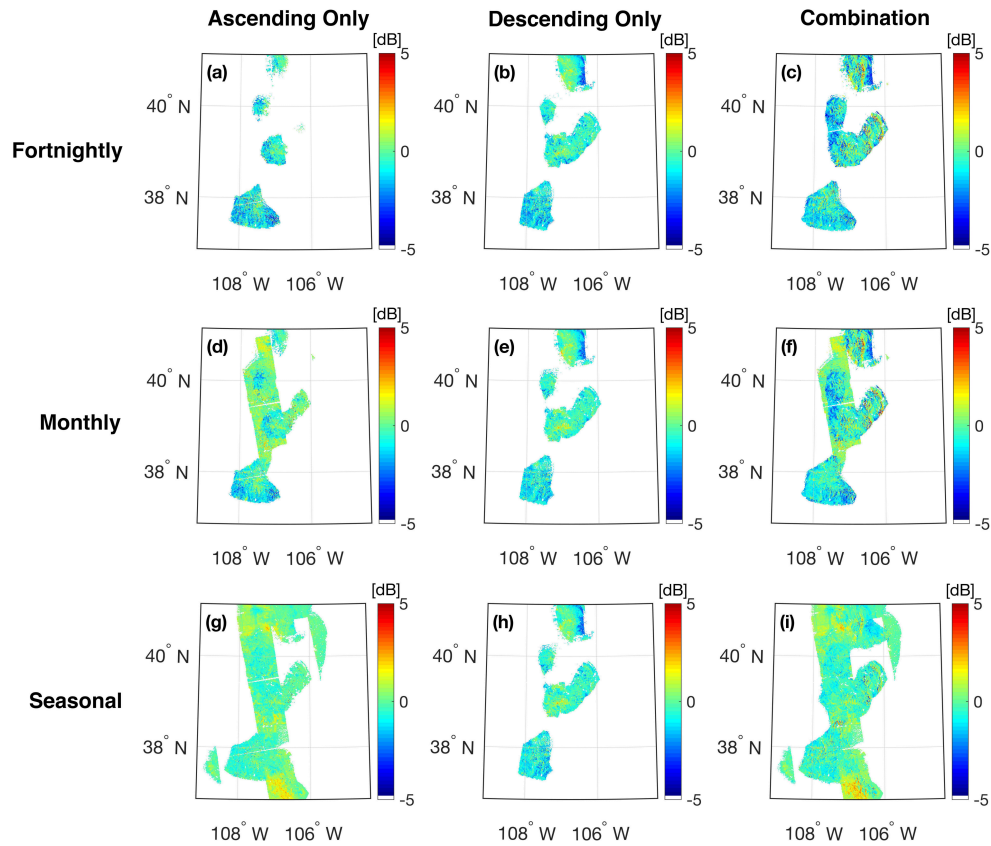 Ascending Only Descending Only Combination
[dB] [dB] [dB]
(a) 5 (b) 5 (c) 5
40° N 40° N 40° N
Fortnightly 0 0 0
38° N 38° N 38° N
-5 -5 -5
108° W 106° W 108° W 106° W 108° W 106° W
[dB] [dB] [dB]
(d) 5 (e) 5 (f) 5
40° N 40° N 40° N
Monthly 0 0 0
38° N 38° N 38° N
-5 -5 -5
108° W 106° W 108° W 106° W 108° W 106° W
[dB] [dB] [dB]
(g) 5 (h) 5 (i) 5
40° N 40° N 40° N
Seasonal 0 0 0
38° N 38° N 38° N
-5 -5 -5
108° W 106° W 108° W 106° W 108° W 106° W